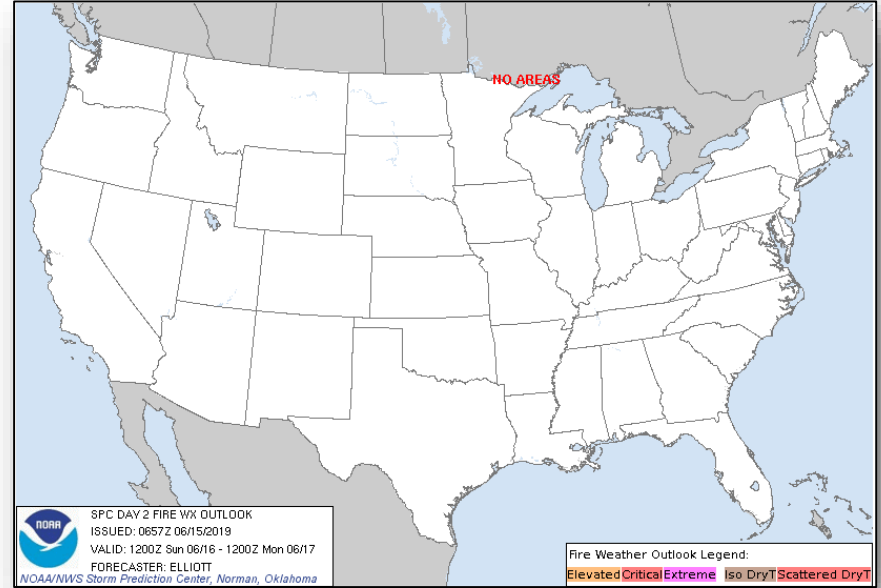 NO AREAS
NOAA
SPC DAY 2 FIRE WX OUTLOOK
ISSUED: 0657Z 06/15/2019
VALID: 1200Z Sun 06/16 - 1200Z Mon 06/17
FORECASTER: ELLIOTT
NOAA/NWS Storm Prediction Center, Norman, Oklahoma
Fire Weather Outlook Legend:
Elevated Critical Extreme Iso DryT Scattered DryT